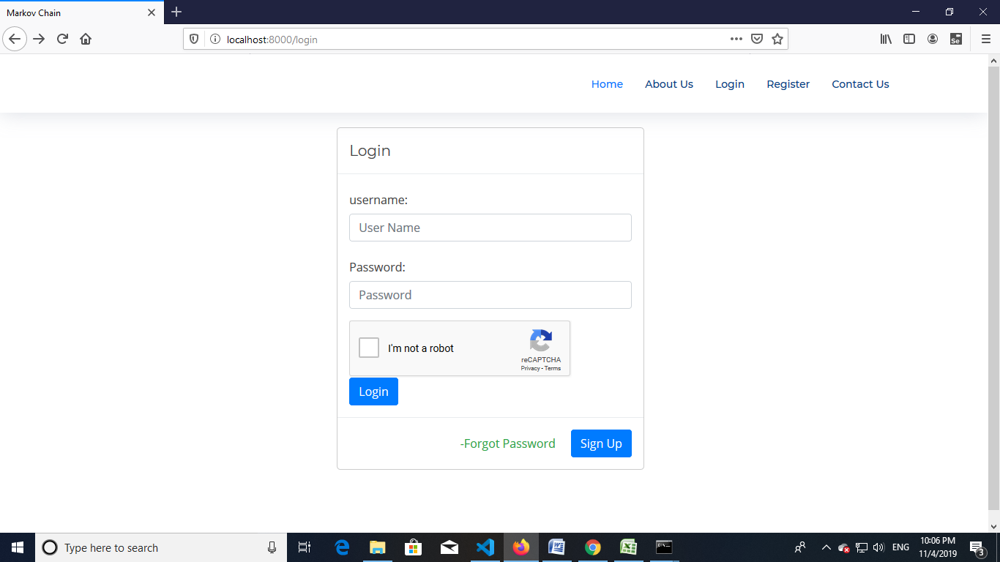 Markov Chain
localhost:8000/login
Se
Home About Us Login Register Contact Us
Login
username:
User Name
Password:
Password
I'm not a robot
reCAPTCHA
Privacy - Terms
Login
-Forgot Password Sign Up
Type here to search
ENG
10:06 PM
11/4/2019
3